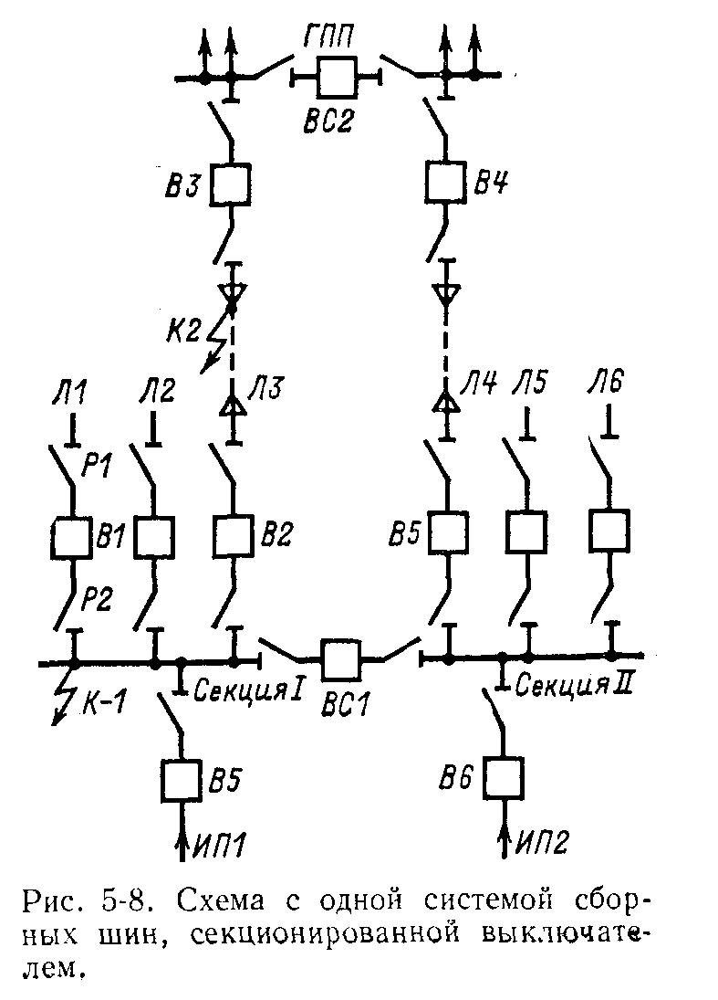 ГПП
ВС2
В3
В4
К2
Л1
Л2
Л3
Л4
Л5
Л6
Р1
В1
В2
В5
Р2
К-1
Секция I
ВС1
Секция II
В5
В6
ИП1
ИП2
Рис. 5-8. Схема с одной системой сбор-
ных шин, секционированной выключате-
лем.